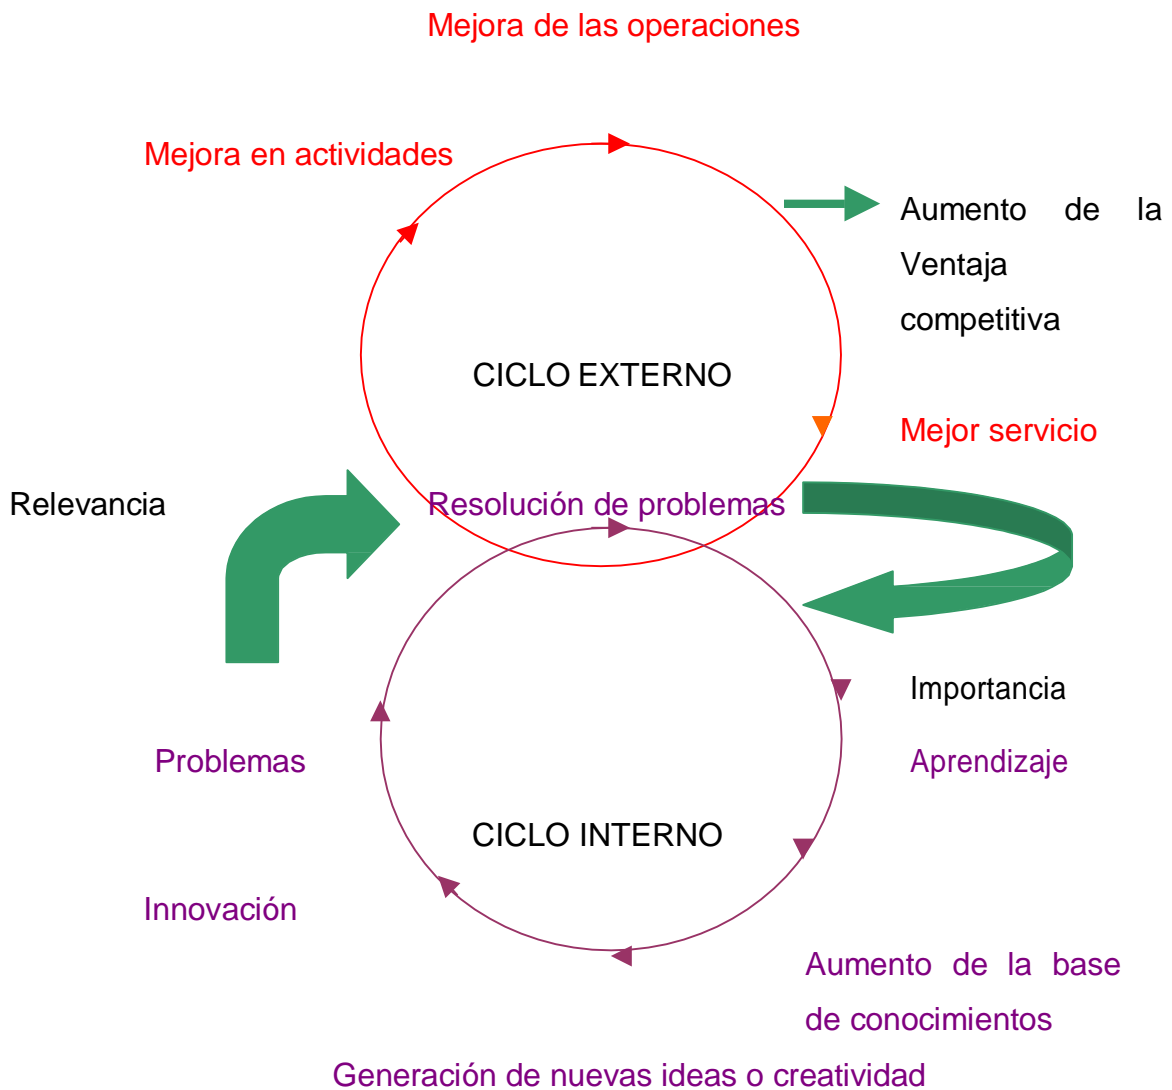 Mejora de las operaciones
Mejora en actividades
Aumento de la
Ventaja
competitiva
CICLO EXTERNO
Mejor servicio
Relevancia
Resolución de problemas
Importancia
Problemas
Aprendizaje
CICLO INTERNO
Innovación
Aumento de la base
de conocimientos
Generación de nuevas ideas o creatividad